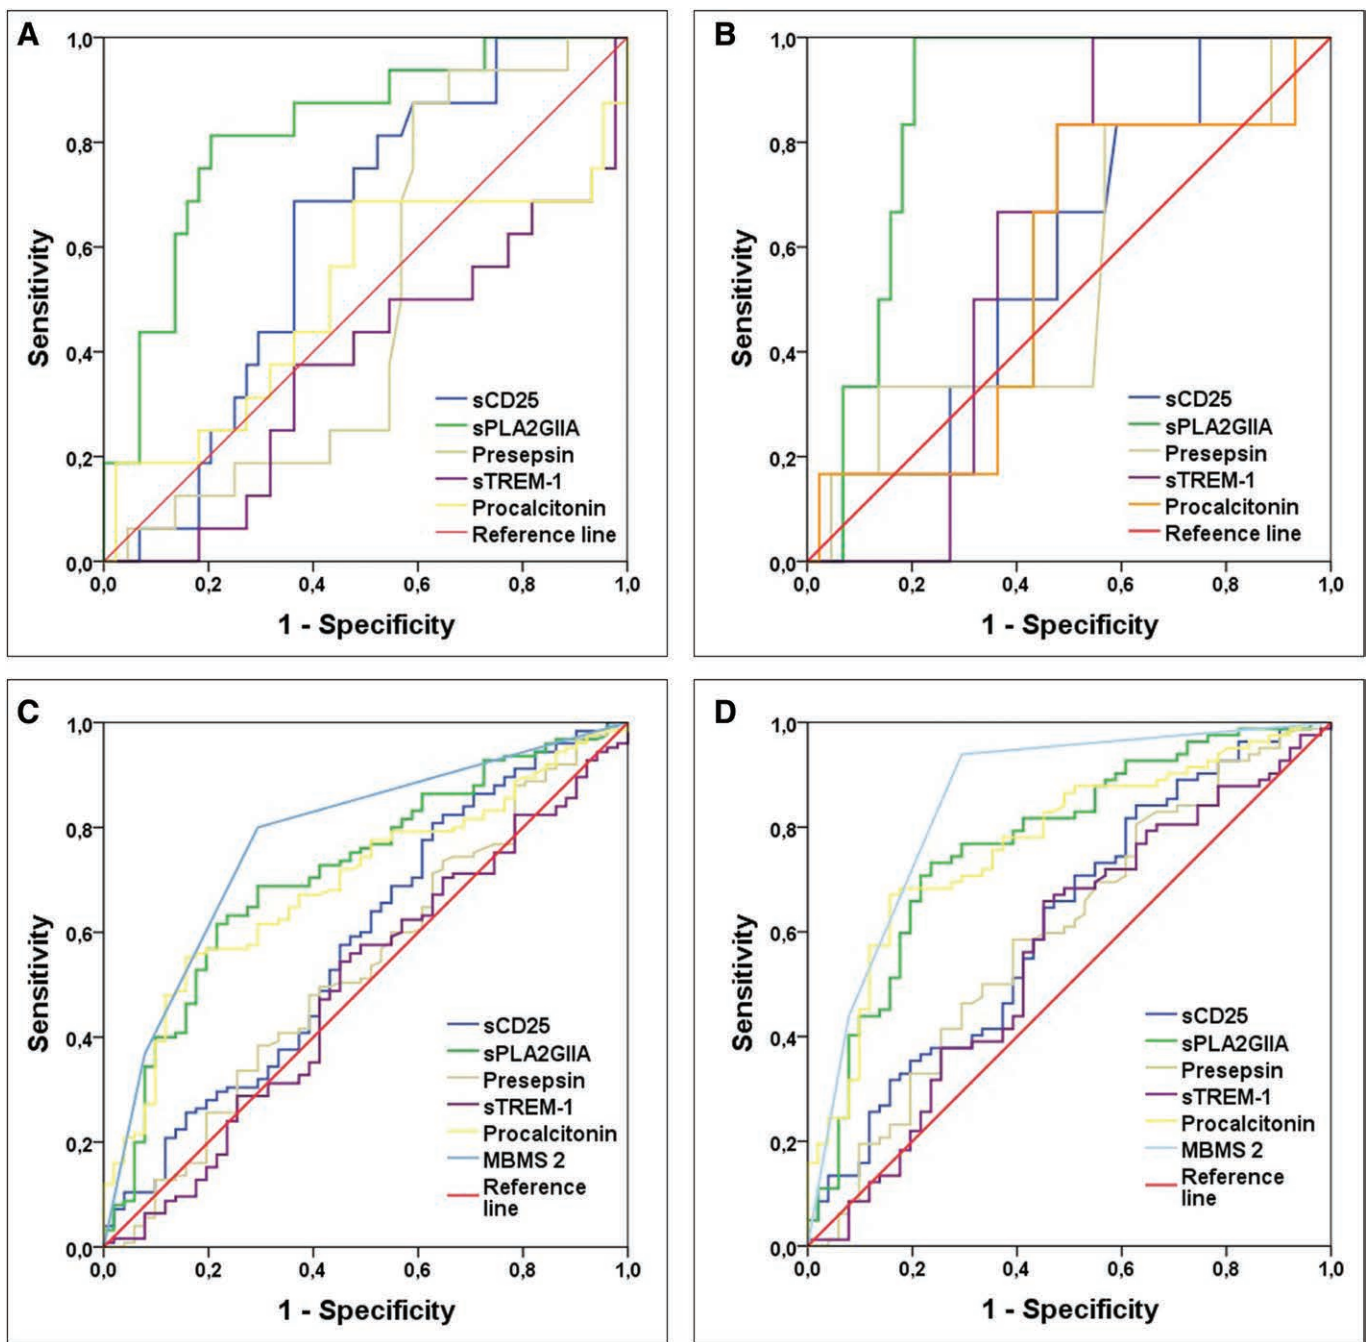 A
1,0
0,8
0,6
0,4
0,2
0,0
Sensitivity
sCD25
sPLA2GIIA
Presepsin
sTREM-1
Procalcitonin
Reference line
0,0 0,2 0,4 0,6 0,8 1,0
1 - Specificity
B
1,0
0,8
0,6
0,4
0,2
0,0
Sensitivity
sCD25
sPLA2GIIA
Presepsin
sTREM-1
Procalcitonin
Refeence line
0,0 0,2 0,4 0,6 0,8 1,0
1 - Specificity
C
1,0
0,8
0,6
0,4
0,2
0,0
Sensitivity
sCD25
sPLA2GIIA
Presepsin
sTREM-1
Procalcitonin
MBMS 2
Reference
line
0,0 0,2 0,4 0,6 0,8 1,0
1 - Specificity
D
1,0
0,8
0,6
0,4
0,2
0,0
Sensitivity
sCD25
sPLA2GIIA
Presepsin
sTREM-1
Procalcitonin
MBMS 2
Reference
line
0,0 0,2 0,4 0,6 0,8 1,0
1 - Specificity